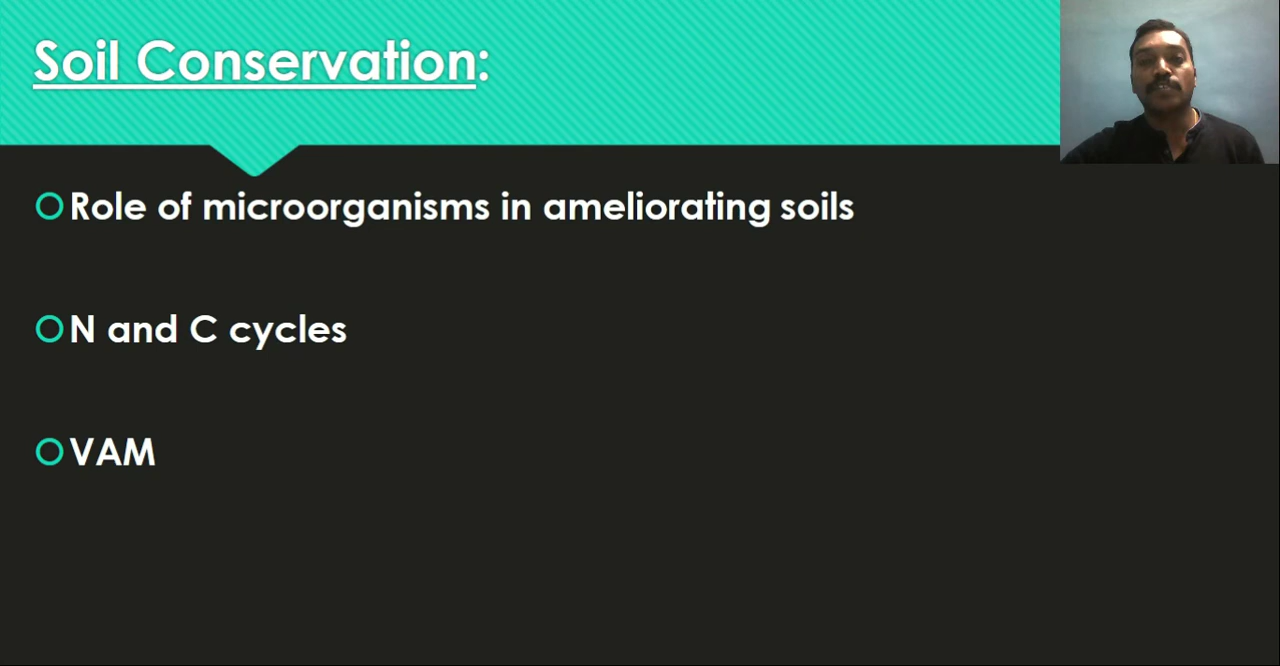 Soil Conservation:
Role of microorganisms in ameliorating soils
N and C cycles
VAM